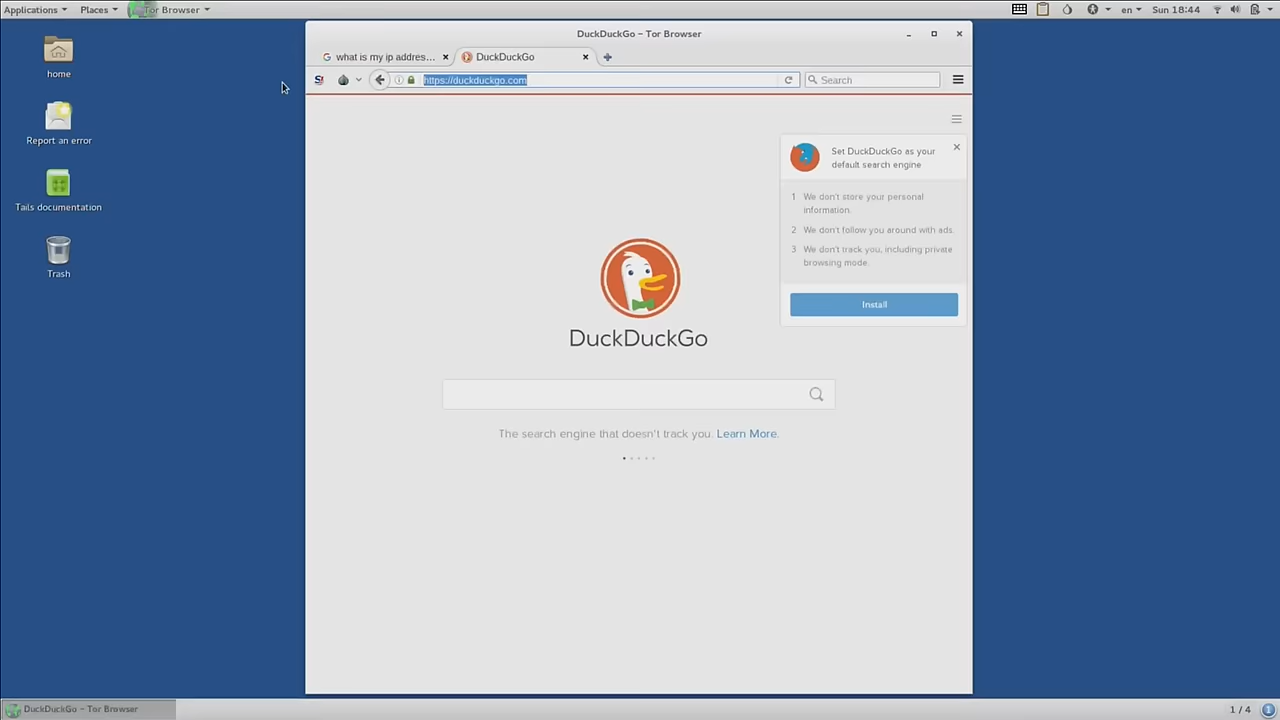 Applications Places Tor Browser en Sun 18:44
DuckDuckGo – Tor Browser
what is my ip addres... DuckDuckGo
https://duckduckgo.com Search
home
Report an error
Tails documentation
Trash
Set DuckDuckGo as your
default search engine
1 We don't store your personal
information.
2 We don't follow you around with ads.
3 We don't track you, including private
browsing mode.
Install
DuckDuckGo
The search engine that doesn't track you. Learn More.
DuckDuckGo – Tor Browser 1 / 4 1